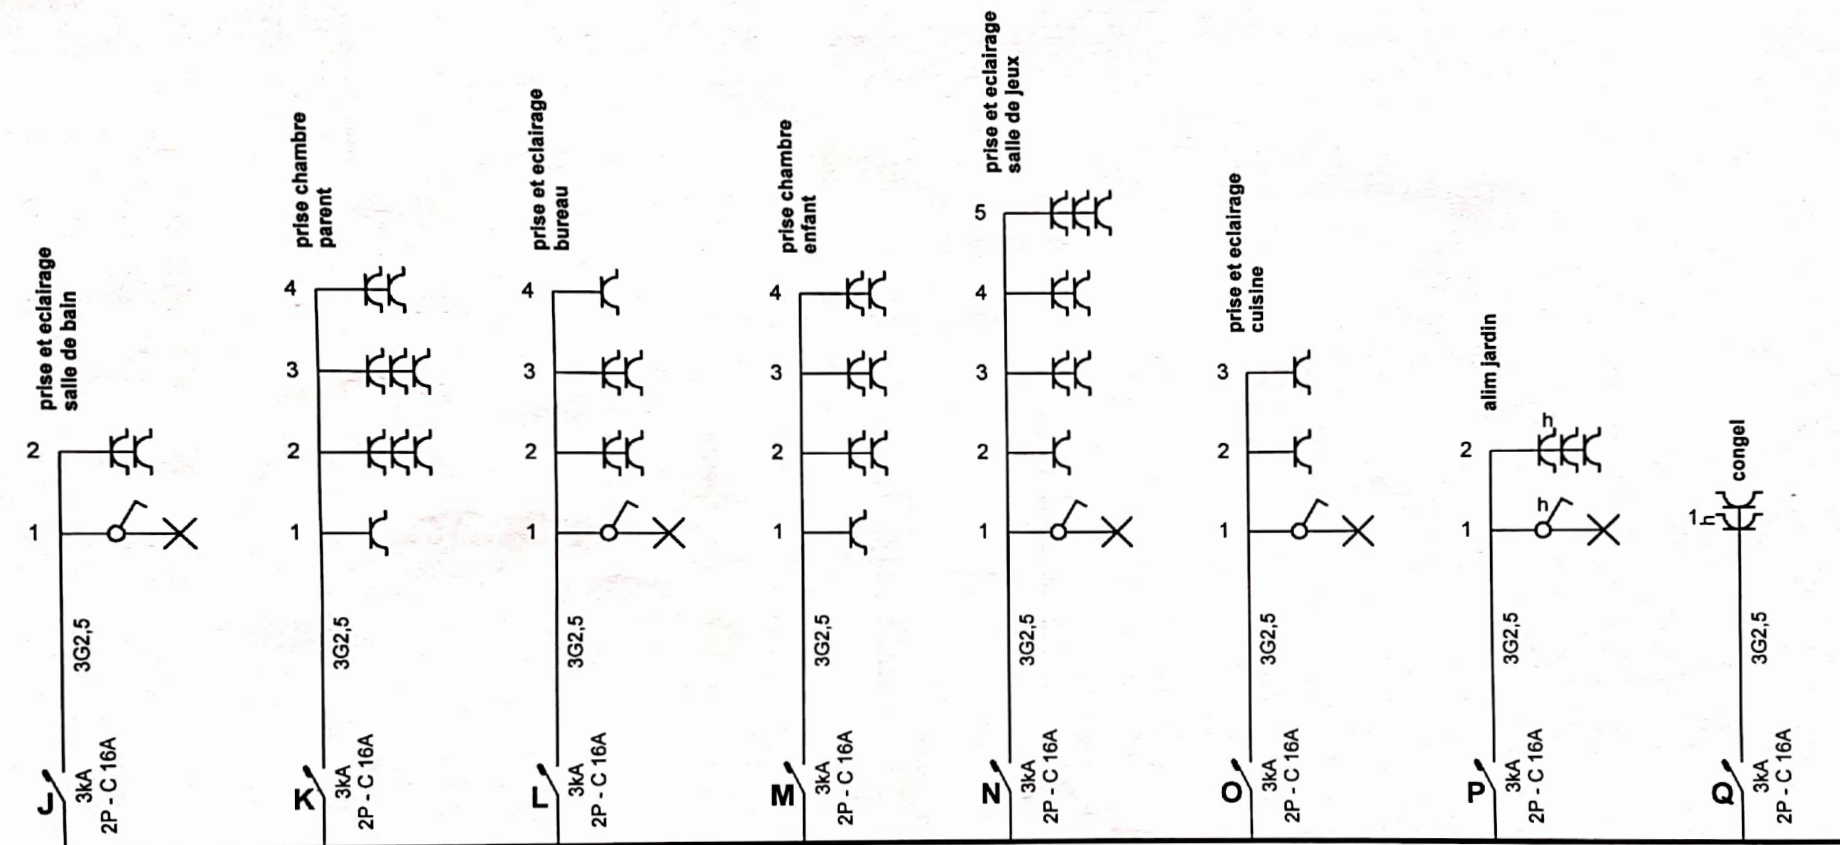 prise et eclairage
salle de bain
2
1
3G2,5
J
3kA
2P - C 16A
prise chambre
parent
4
3
2
1
3G2,5
K
3kA
2P - C 16A
prise et eclairage
bureau
4
3
2
1
3G2,5
L
3kA
2P - C 16A
prise chambre
enfant
4
3
2
1
3G2,5
M
3kA
2P - C 16A
prise et eclairage
salle de jeux
5
4
3
2
1
3G2,5
N
3kA
2P - C 16A
prise et eclairage
cuisine
3
2
1
3G2,5
O
3kA
2P - C 16A
alim jardin
h
2
h
1
3G2,5
P
3kA
2P - C 16A
congel
1
h
3G2,5
Q
3kA
2P - C 16A